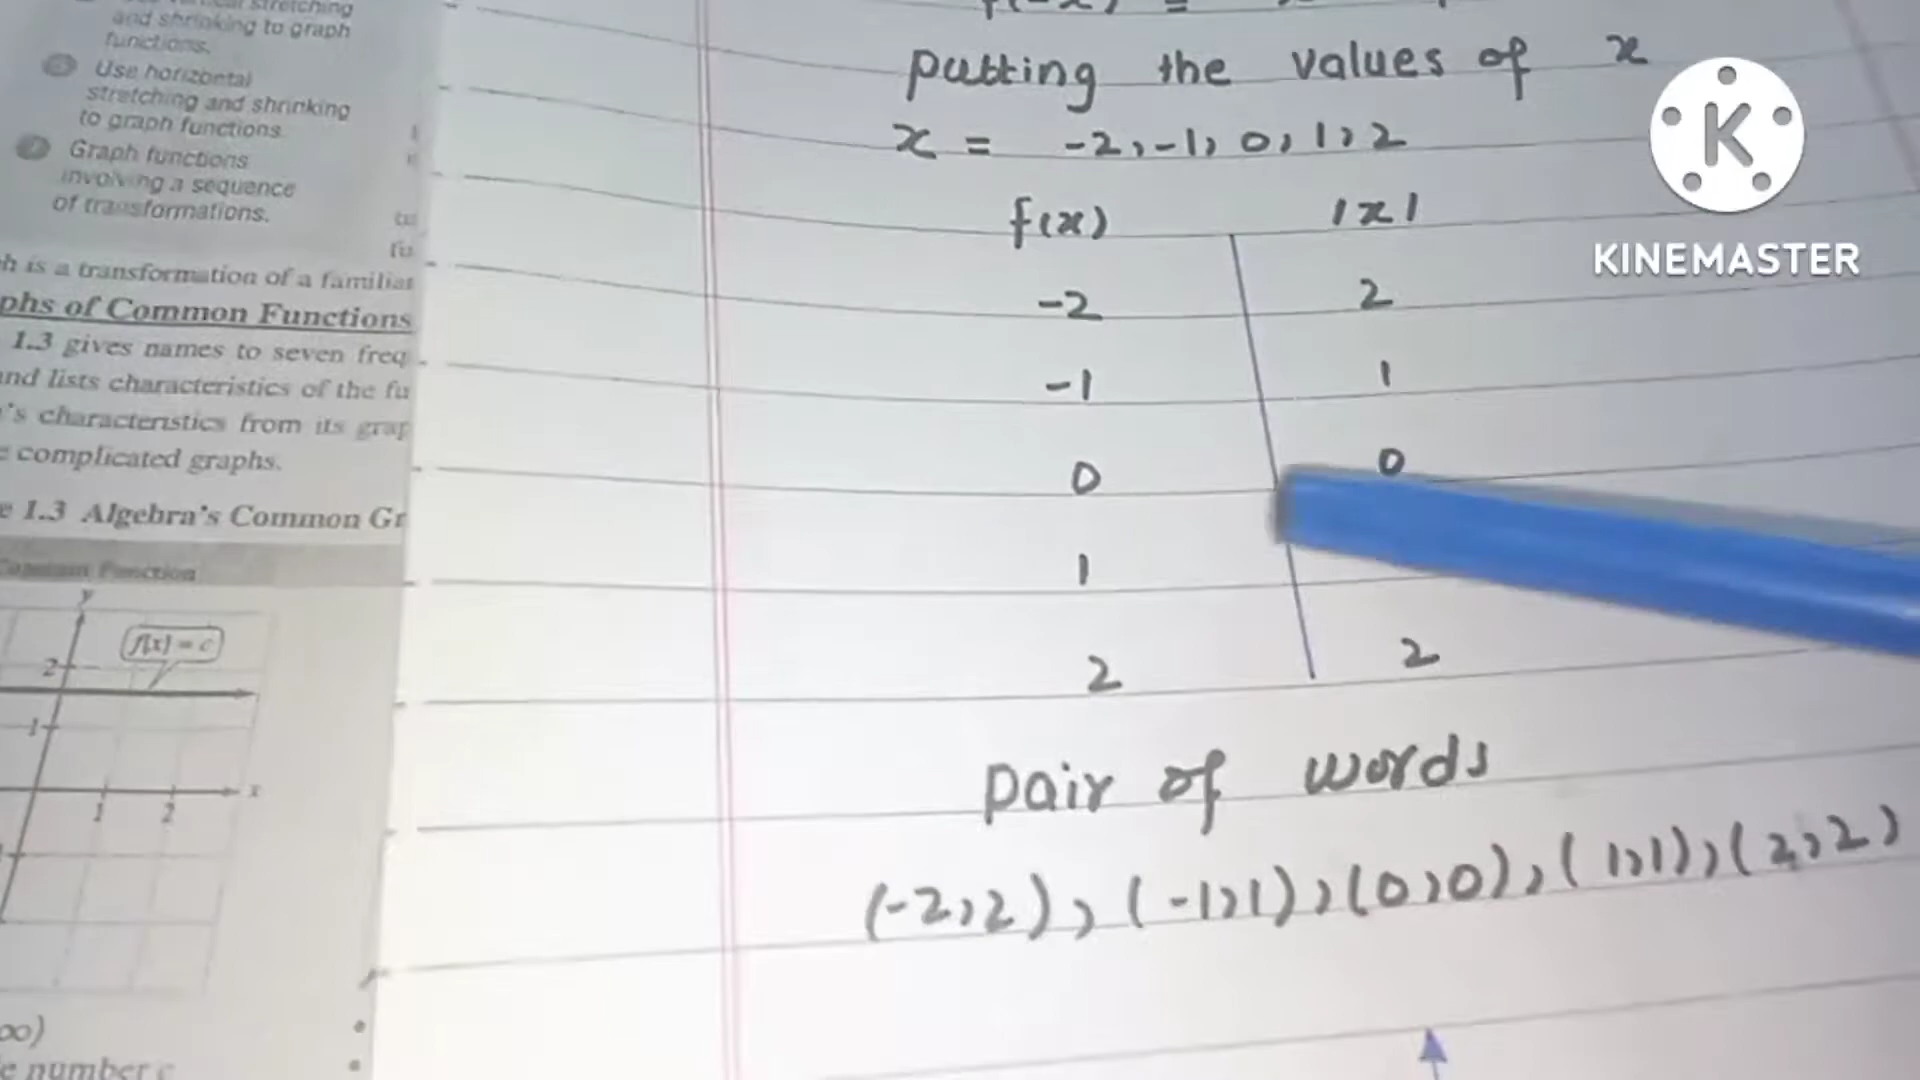 stretching
and shrinking to graph
functions.
Use horizontal
stretching and shrinking
to graph functions.
Graph functions
involving a sequence
of transformations.
h is a transformation of a familiar
phs of Common Functions
1.3 gives names to seven freq
and lists characteristics of the fu
's characteristics from its grap
complicated graphs.
e 1.3 Algebra's Common Gr
Constant Function
y
f(x) = c
2
1
x
1 2
∞)
e number c
putting the values of x
x = -2, -1, 0, 1, 2
f(x) |x|
-2 2
-1 1
0 0
1
2 2
pair of words
(-2,2), (-1,1), (0,0), (1,1), (2,2)
K
KINEMASTER